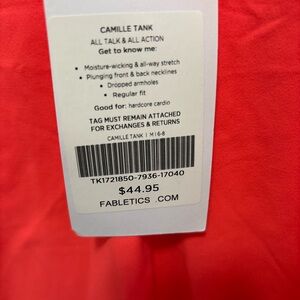 CAMILLE TANK
ALL TALK & ALL ACTION
Get to know me:
• Moisture-wicking & all-way stretch
• Plunging front & back necklines
• Dropped armholes
• Regular fit
Good for: hardcore cardio
TAG MUST REMAIN ATTACHED
FOR EXCHANGES & RETURNS
CAMILLE TANK | M | 6-8
TK1721850-7936-17040
$44.95
FABLETICS .COM